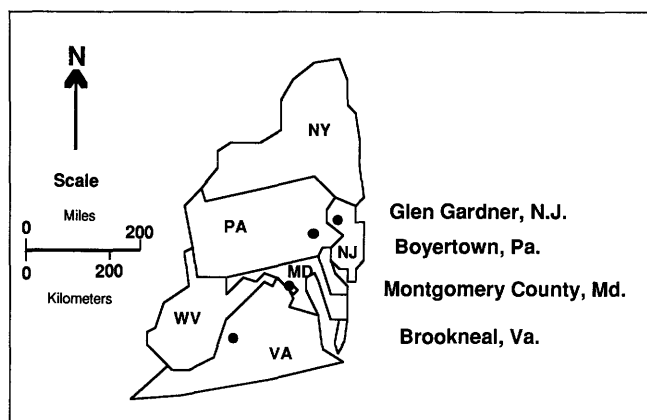 N
Scale
Miles
0 200
0 200
Kilometers
NY
PA
NJ
MD
WV
VA
Glen Gardner, N.J.
Boyertown, Pa.
Montgomery County, Md.
Brookneal, Va.